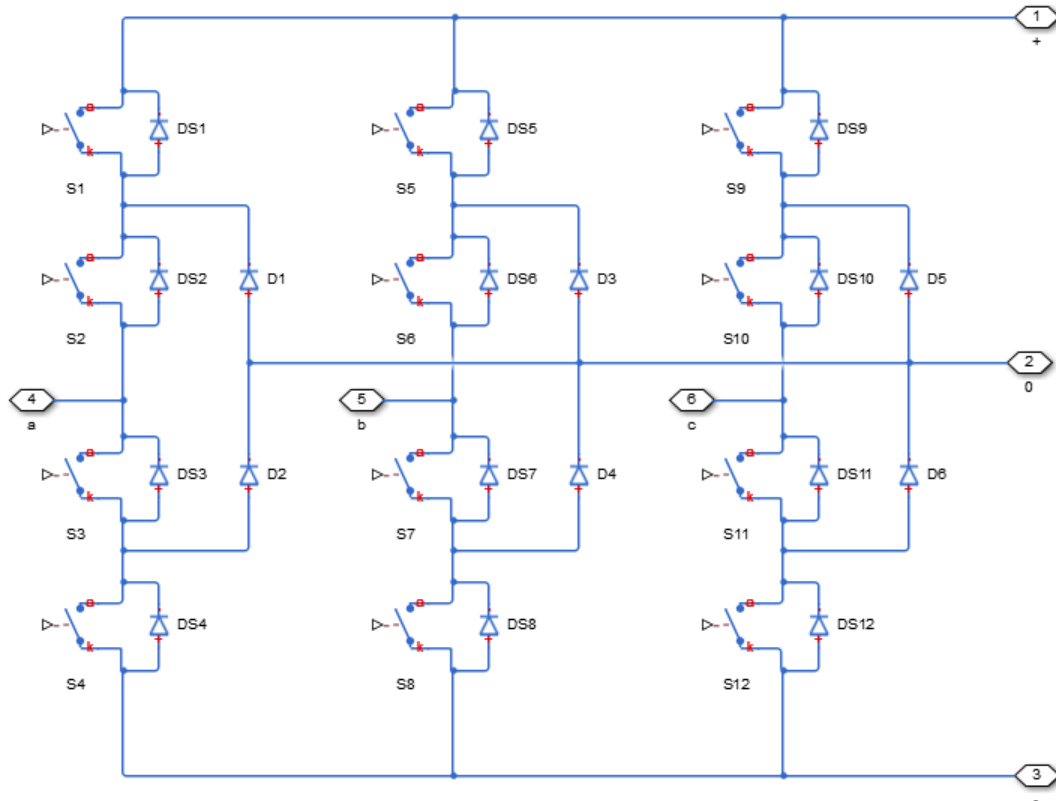 1
+
a
DS1
k
S1
a
DS5
k
S5
a
DS9
k
S9
a
DS2
D1
k
S2
a
DS6
D3
k
S6
a
DS10
D5
k
S10
2
0
4
a
5
b
6
c
a
DS3
D2
k
S3
a
DS7
D4
k
S7
a
DS11
D6
k
S11
a
DS4
k
S4
a
DS8
k
S8
a
DS12
k
S12
3